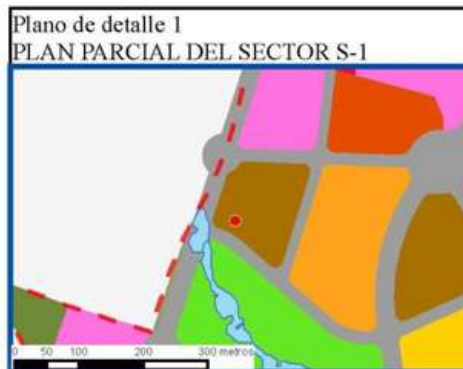 Plano de detalle 1
PLAN PARCIAL DEL SECTOR S-1
0 50 100 200 300 metros